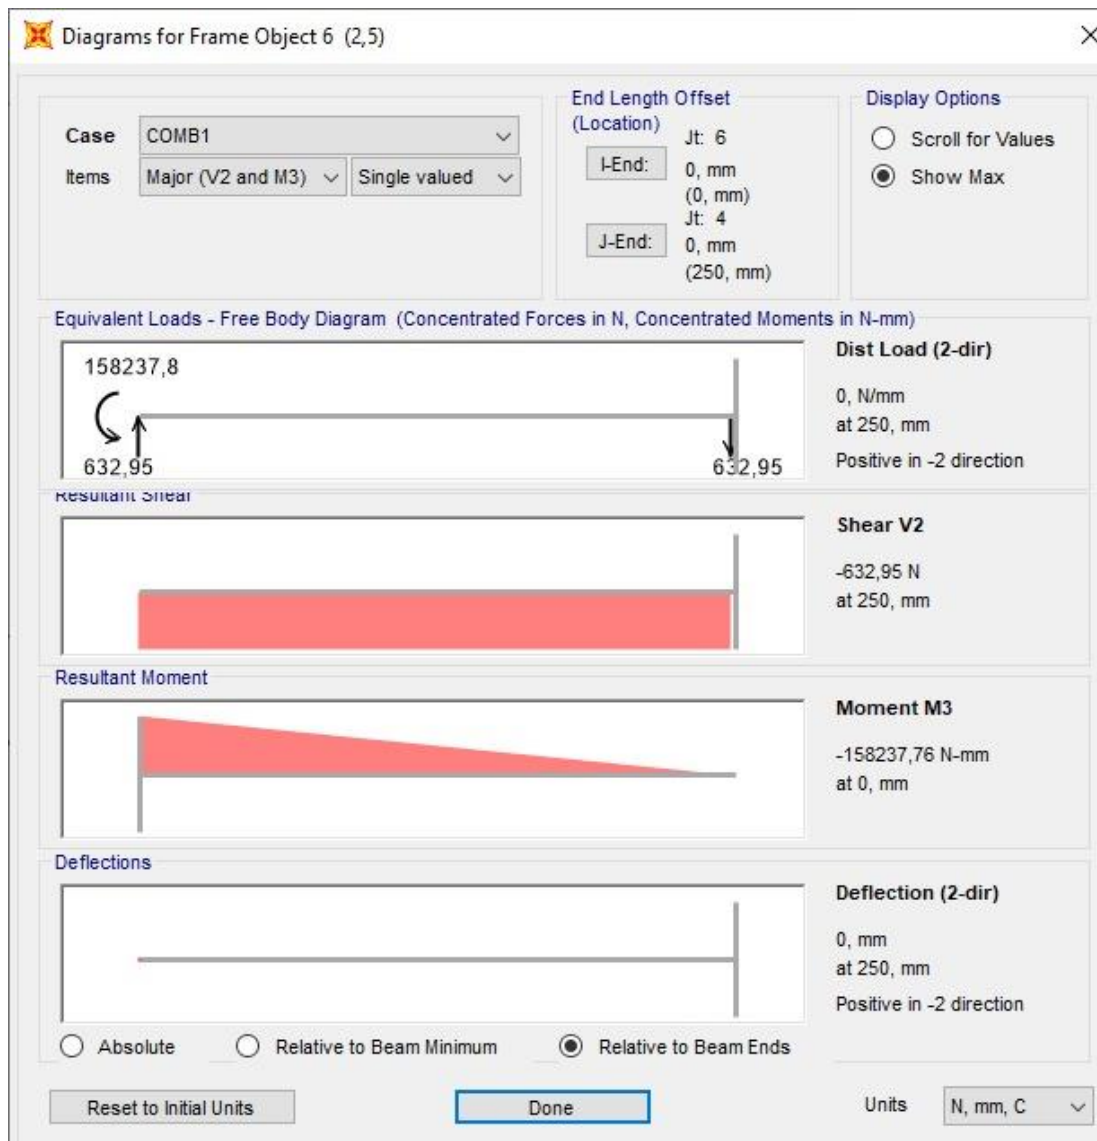 Diagrams for Frame Object 6 (2,5)
Case COMB1
Items Major (V2 and M3) Single valued
End Length Offset
(Location)
Jt: 6
I-End: 0, mm
(0, mm)
Jt: 4
J-End: 0, mm
(250, mm)
Display Options
Scroll for Values
Show Max
Equivalent Loads - Free Body Diagram (Concentrated Forces in N, Concentrated Moments in N-mm)
158237,8
632,95 632,95
Dist Load (2-dir)
0, N/mm
at 250, mm
Positive in -2 direction
Resultant Shear
Shear V2
-632,95 N
at 250, mm
Resultant Moment
Moment M3
-158237,76 N-mm
at 0, mm
Deflections
Deflection (2-dir)
0, mm
at 250, mm
Positive in -2 direction
Absolute Relative to Beam Minimum Relative to Beam Ends
Reset to Initial Units Done Units N, mm, C